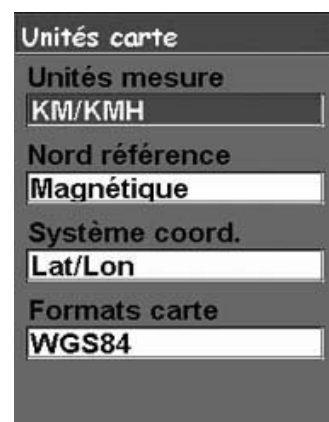 Unités carte
Unités mesure
KM/KMH
Nord référence
Magnétique
Système coord.
Lat/Lon
Formats carte
WGS84